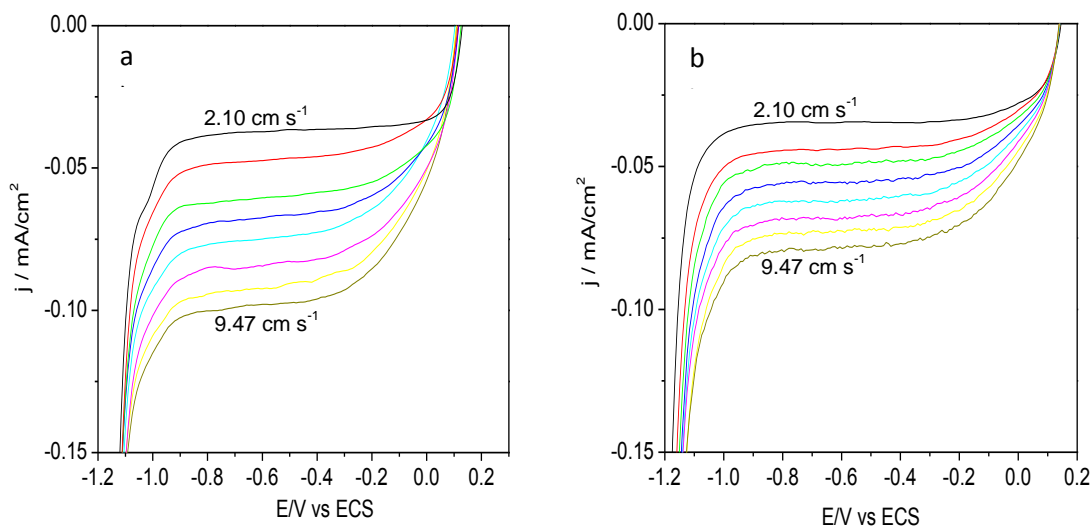 a
2.10 cm s⁻¹
9.47 cm s⁻¹
0.00
-0.05
-0.10
-0.15
j / mA/cm²
-1.2 -1.0 -0.8 -0.6 -0.4 -0.2 0.0 0.2
E/V vs ECS
b
2.10 cm s⁻¹
9.47 cm s⁻¹
0.00
-0.05
-0.10
-0.15
j / mA/cm²
-1.2 -1.0 -0.8 -0.6 -0.4 -0.2 0.0 0.2
E/V vs ECS